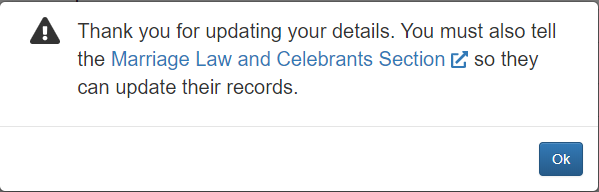 Thank you for updating your details. You must also tell
the Marriage Law and Celebrants Section so they
can update their records.
Ok